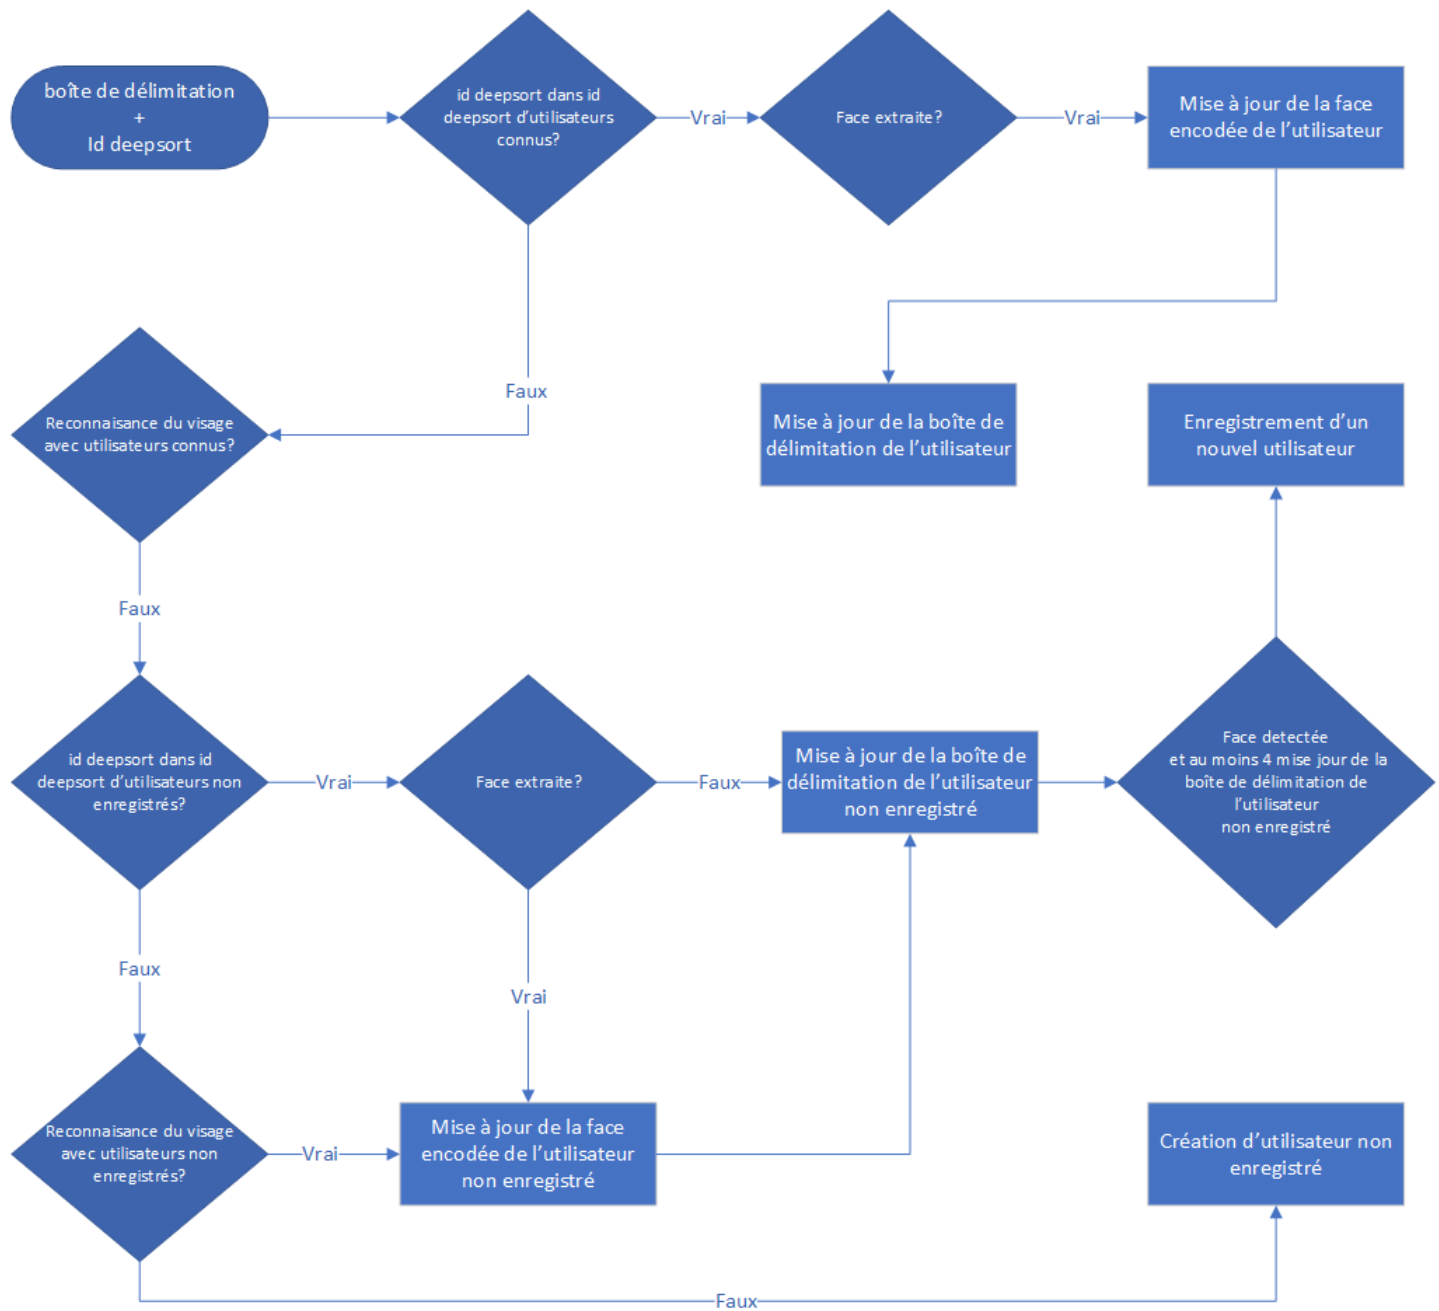 boîte de délimitation
+
Id deepsort
id deepsort dans id
deepsort d'utilisateurs
connus?
Vrai
Face extraite?
Vrai
Mise à jour de la face
encodée de l'utilisateur
Faux
Reconnaisance du visage
avec utilisateurs connus?
Mise à jour de la boîte de
délimitation de l'utilisateur
Enregistrement d'un
nouvel utilisateur
Faux
id deepsort dans id
deepsort d'utilisateurs non
enregistrés?
Vrai
Face extraite?
Faux
Mise à jour de la boîte de
délimitation de l'utilisateur
non enregistré
Face detectée
et au moins 4 mise jour de la
boîte de délimitation de
l'utilisateur
non enregistré
Faux
Vrai
Reconnaisance du visage
avec utilisateurs non
enregistrés?
Vrai
Mise à jour de la face
encodée de l'utilisateur
non enregistré
Création d'utilisateur non
enregistré
Faux